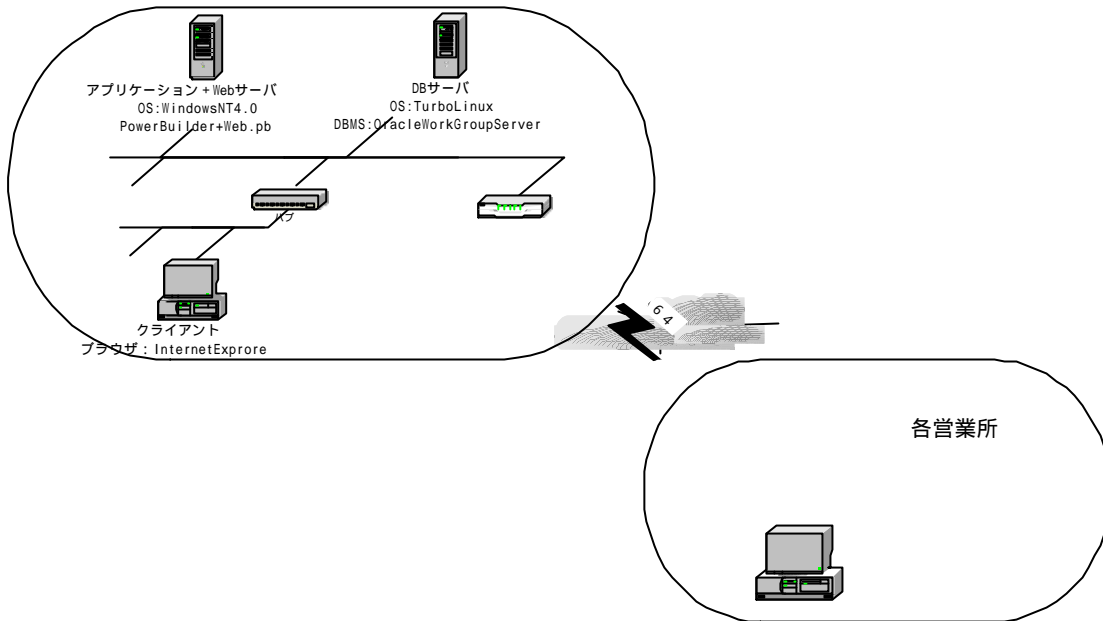 アプリケーション+Webサーバ
OS:WindowsNT4.0
PowerBuilder+Web.pb
DBサーバ
OS:TurboLinux
DBMS:OracleWorkGroupServer
ハブ
クライアント
ブラウザ:InternetExprore
64
各営業所